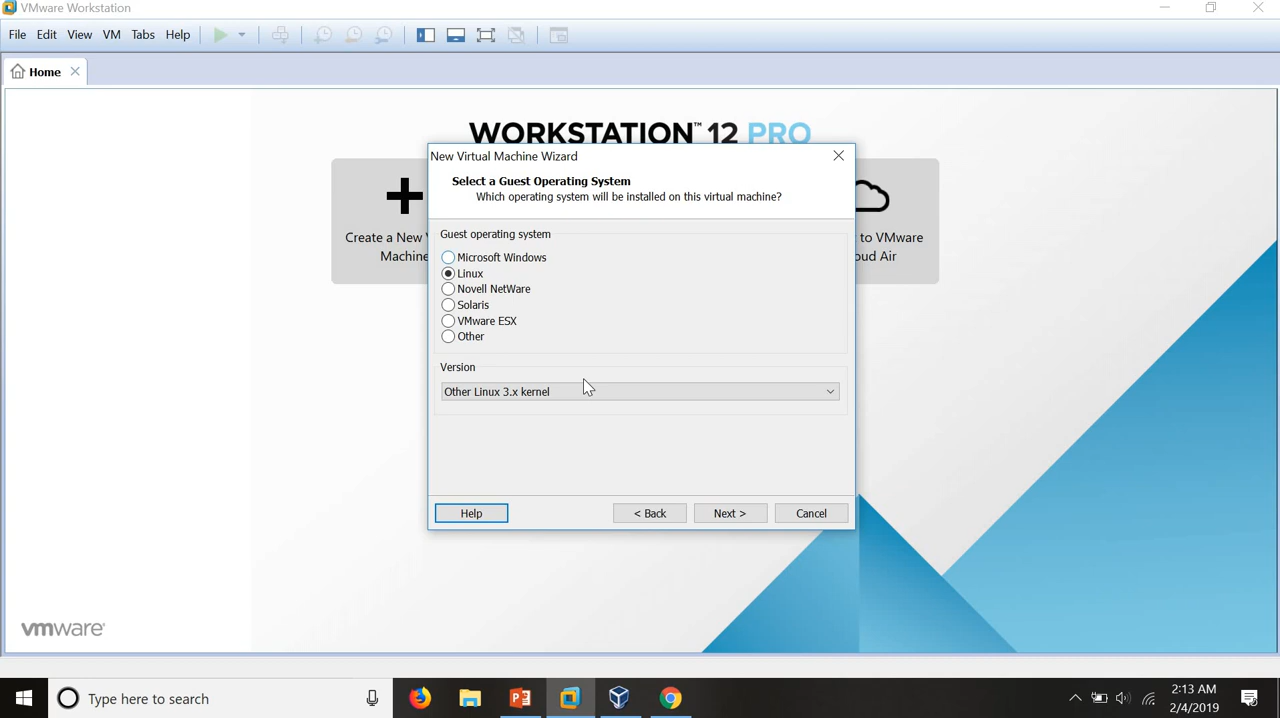 VMware Workstation
File Edit View VM Tabs Help
Home
WORKSTATION™ 12 PRO
Create a New V
Machine
to VMware
oud Air
New Virtual Machine Wizard
Select a Guest Operating System
Which operating system will be installed on this virtual machine?
Guest operating system
Microsoft Windows
Linux
Novell NetWare
Solaris
VMware ESX
Other
Version
Other Linux 3.x kernel
Help < Back Next > Cancel
vmware®
Type here to search
2:13 AM
2/4/2019